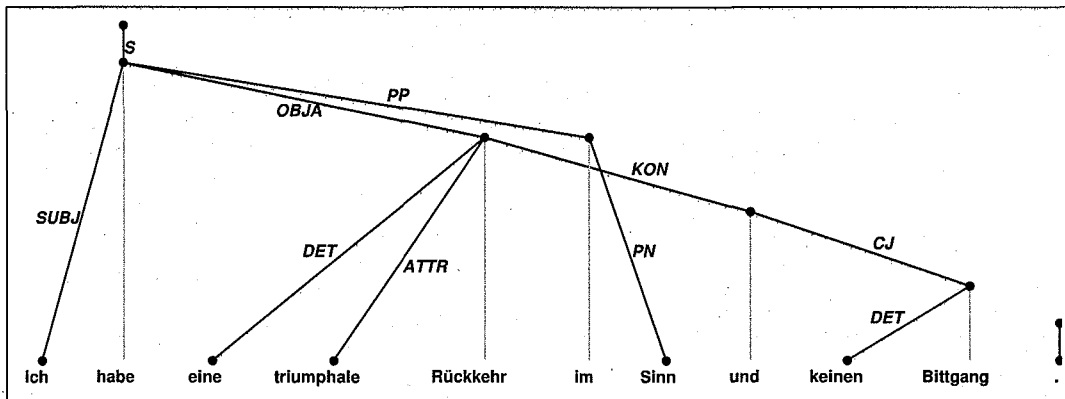 S
PP
OBJA
KON
SUBJ
DET
ATTR
PN
CJ
DET
ich habe eine triumphale Rückkehr im Sinn und keinen Bittgang .